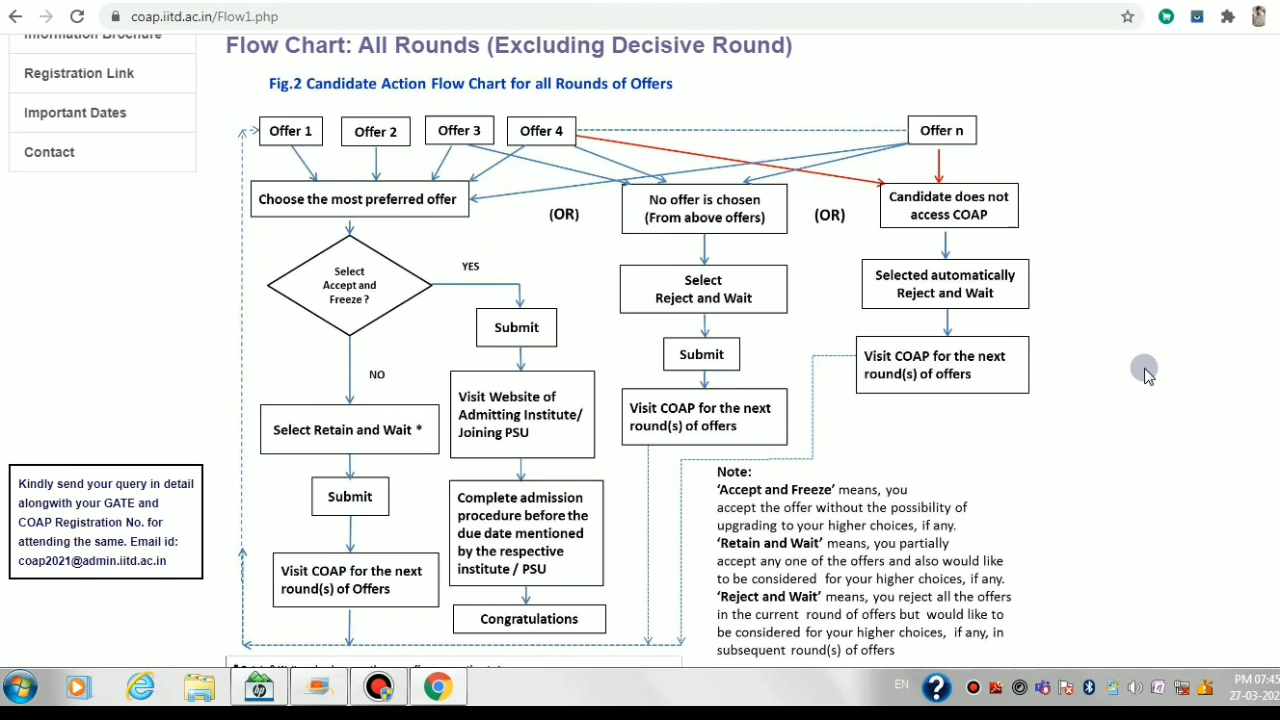 coap.iitd.ac.in/Flow1.php
Information Brochure
Registration Link
Important Dates
Contact
Kindly send your query in detail
alongwith your GATE and
COAP Registration No. for
attending the same. Email id:
coap2021@admin.iitd.ac.in
Flow Chart: All Rounds (Excluding Decisive Round)
Fig.2 Candidate Action Flow Chart for all Rounds of Offers
Offer 1
Offer 2
Offer 3
Offer 4
Offer n
Choose the most preferred offer
(OR)
No offer is chosen
(From above offers)
(OR)
Candidate does not
access COAP
Select
Accept and
Freeze ?
YES
NO
Submit
Visit Website of
Admitting Institute/
Joining PSU
Complete admission
procedure before the
due date mentioned
by the respective
institute / PSU
Congratulations
Select Retain and Wait *
Submit
Visit COAP for the next
round(s) of Offers
Select
Reject and Wait
Submit
Visit COAP for the next
round(s) of offers
Selected automatically
Reject and Wait
Visit COAP for the next
round(s) of offers
Note:
‘Accept and Freeze’ means, you
accept the offer without the possibility of
upgrading to your higher choices, if any.
‘Retain and Wait’ means, you partially
accept any one of the offers and also would like
to be considered for your higher choices, if any.
‘Reject and Wait’ means, you reject all the offers
in the current round of offers but would like to
be considered for your higher choices, if any, in
subsequent round(s) of offers
hp
EN
PM 07:45
27-03-202